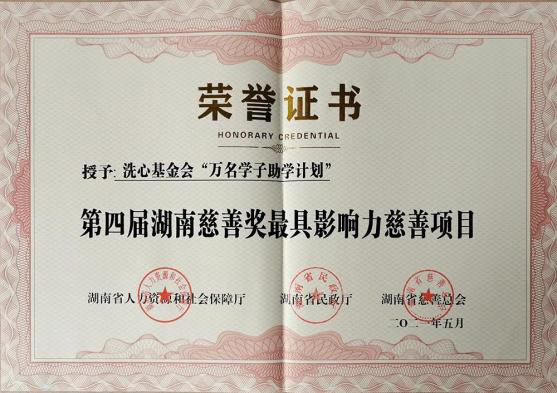 荣誉证书
HONORARY CREDENTIAL
授予: 洗心基金会“万名学子助学计划”
第四届湖南慈善奖最具影响力慈善项目
湖南省人力资源和社会保障厅 湖南省民政厅 湖南省慈善总会
二〇二一年五月